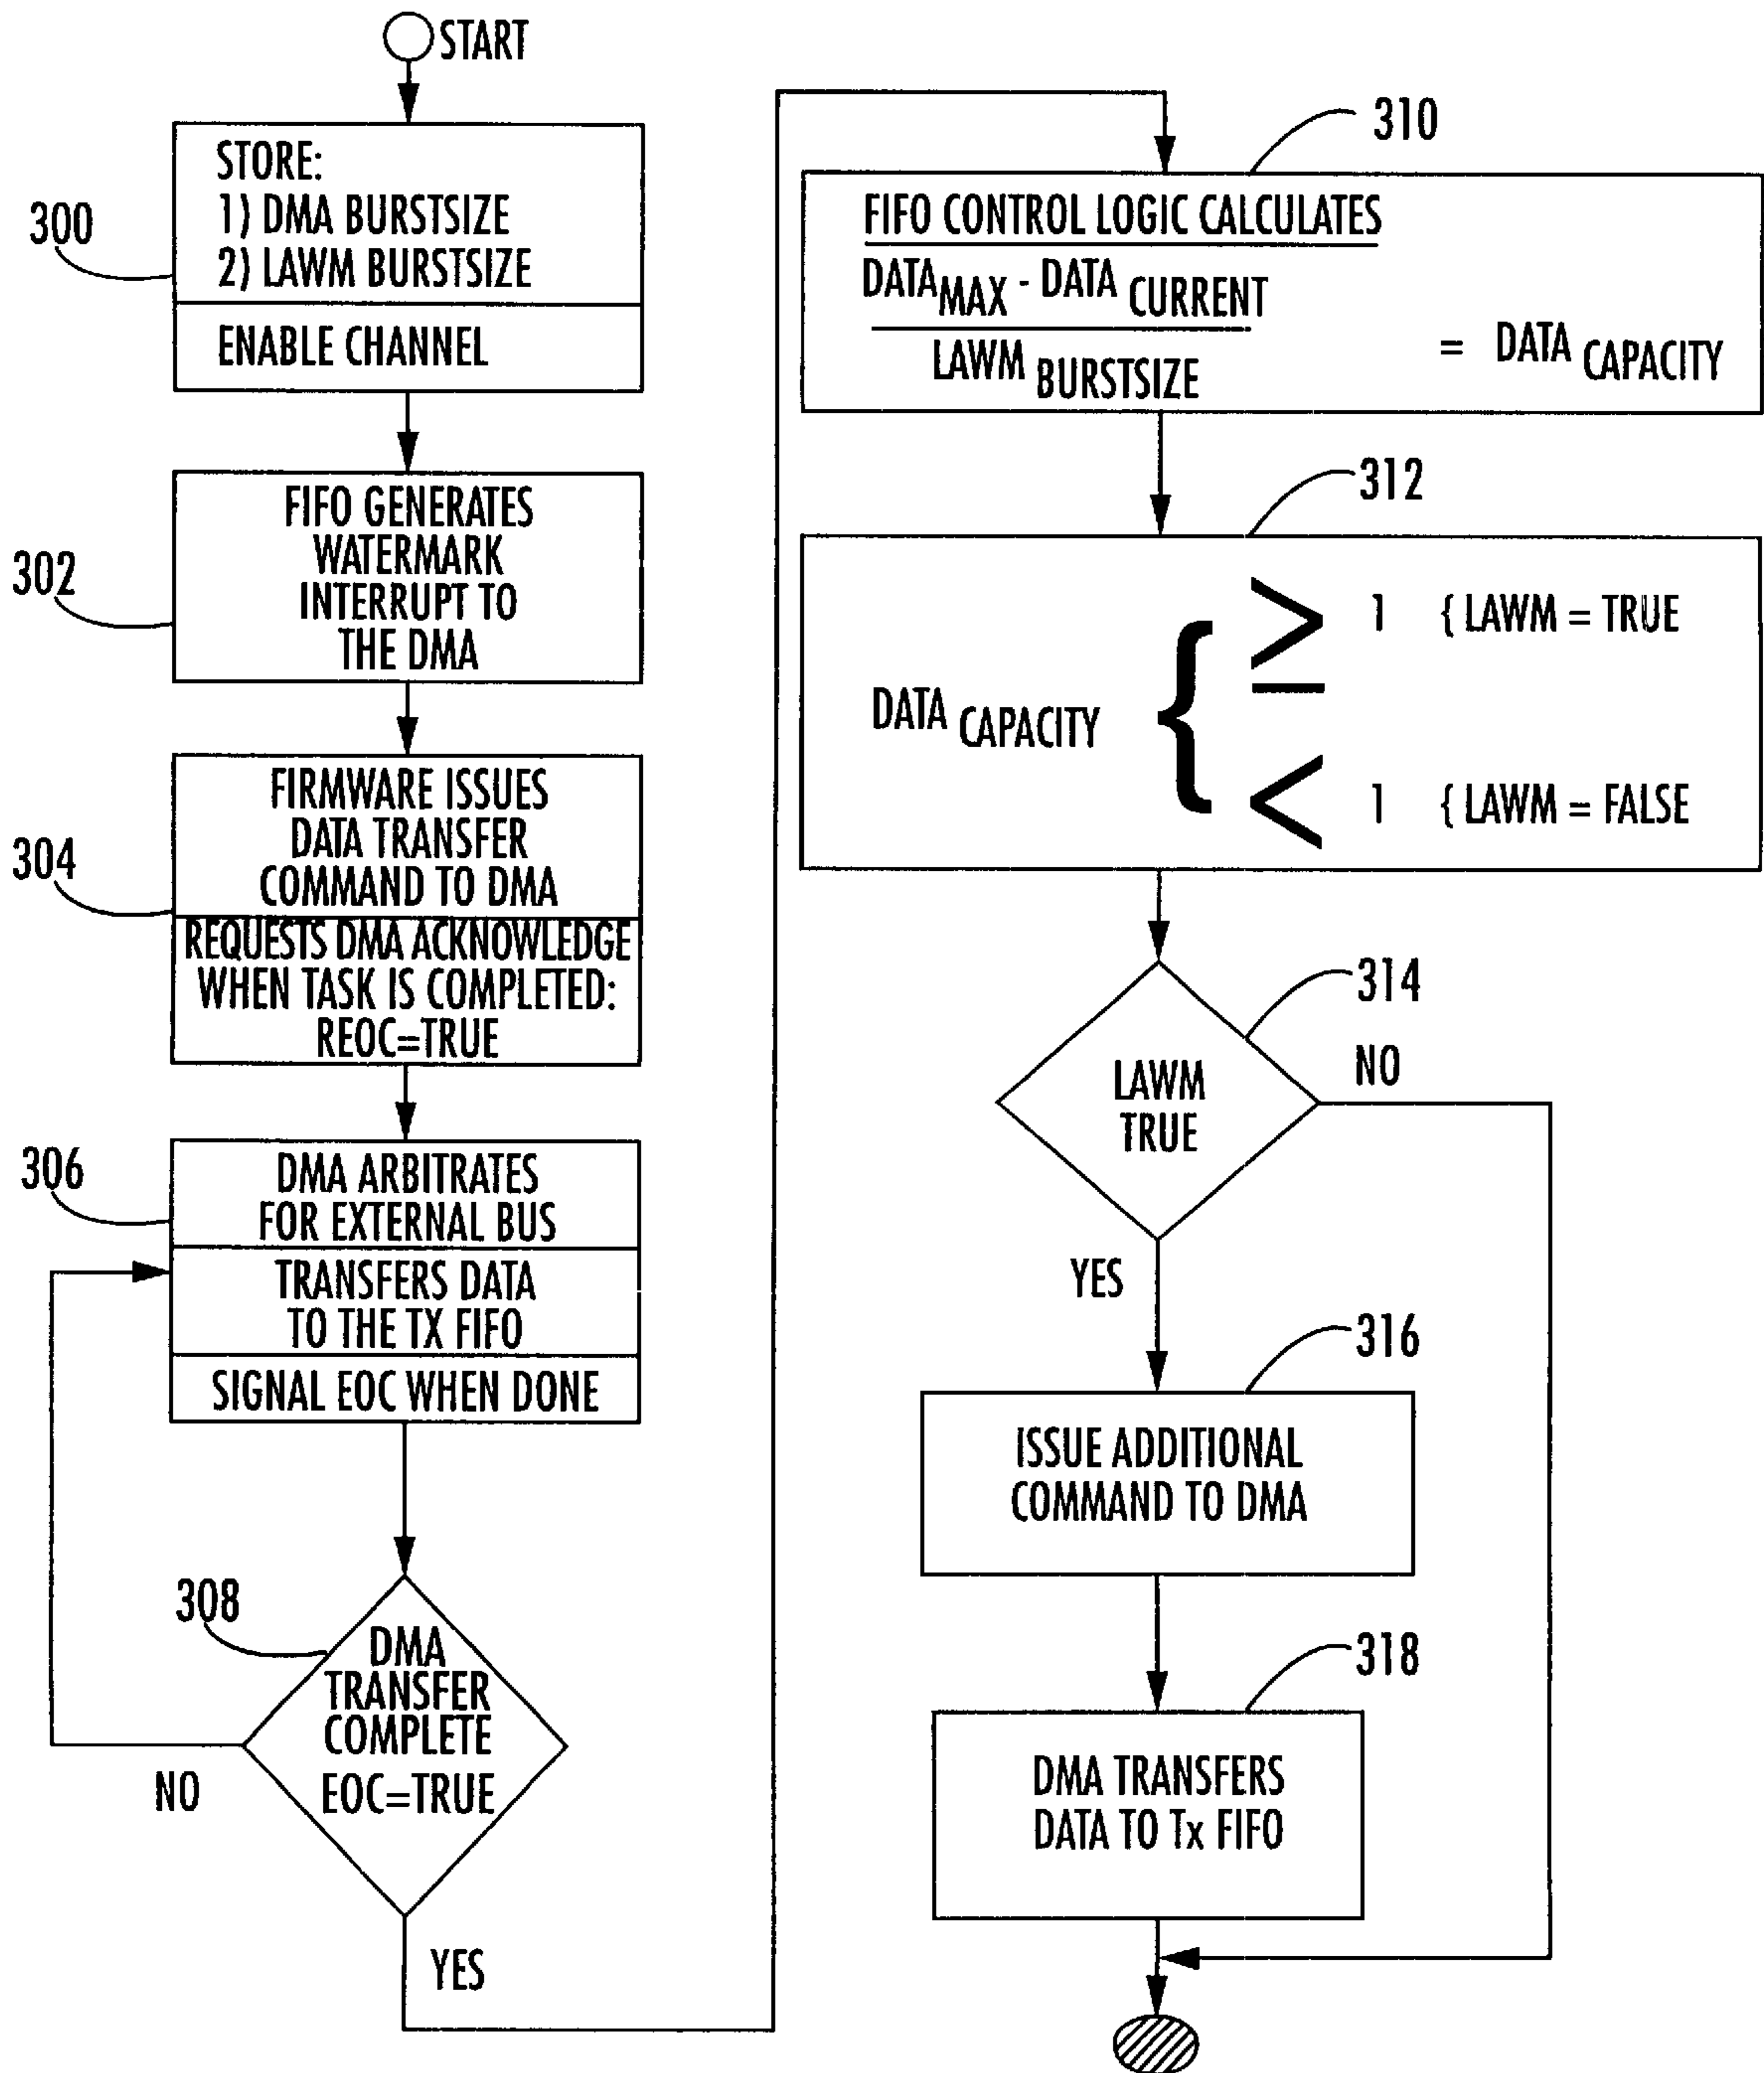 START
300
STORE:
1) DMA BURSTSIZE
2) LAWM BURSTSIZE
ENABLE CHANNEL
302
FIFO GENERATES
WATERMARK
INTERRUPT TO
THE DMA
304
FIRMWARE ISSUES
DATA TRANSFER
COMMAND TO DMA
REQUESTS DMA ACKNOWLEDGE
WHEN TASK IS COMPLETED:
REOC=TRUE
306
DMA ARBITRATES
FOR EXTERNAL BUS
TRANSFERS DATA
TO THE TX FIFO
SIGNAL EOC WHEN DONE
308
DMA
TRANSFER
COMPLETE
EOC=TRUE
NO
YES
310
FIFO CONTROL LOGIC CALCULATES
DATA MAX - DATA CURRENT
LAWM BURSTSIZE
= DATA CAPACITY
312
≥ 1 { LAWM = TRUE
DATA CAPACITY {
< 1 { LAWM = FALSE
314
LAWM
TRUE
NO
YES
316
ISSUE ADDITIONAL
COMMAND TO DMA
318
DMA TRANSFERS
DATA TO Tx FIFO